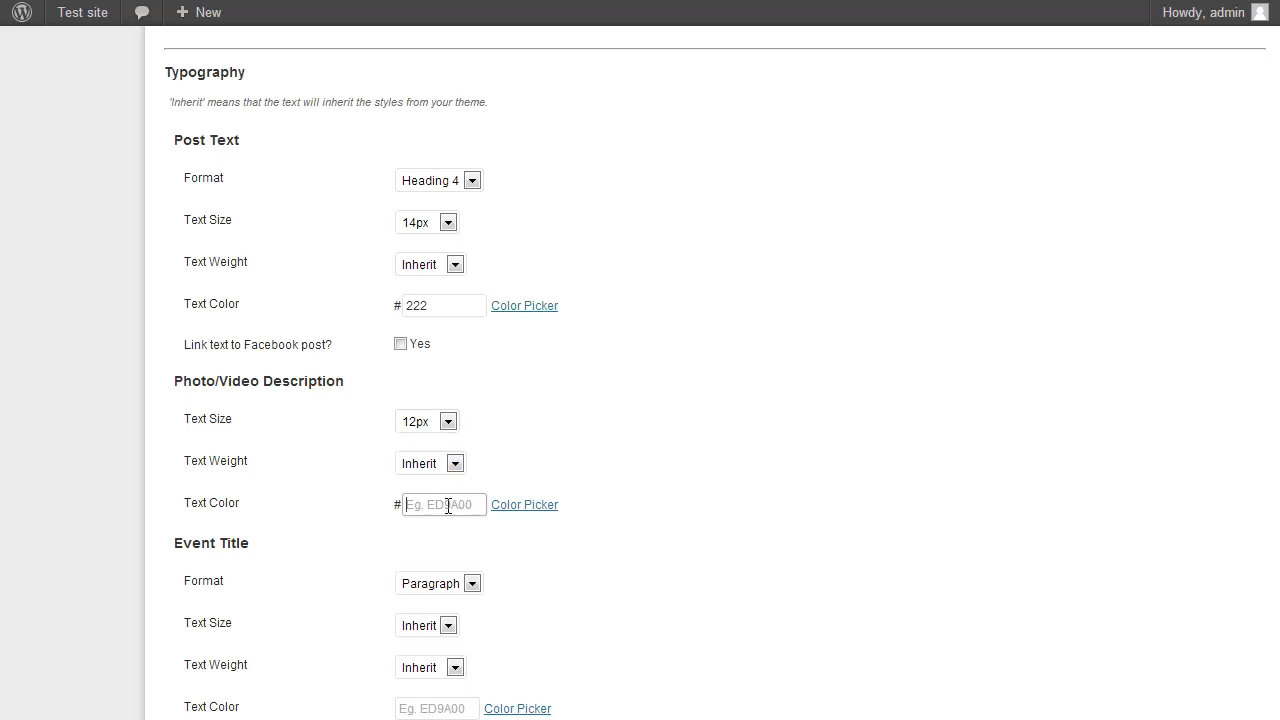 Test site New Howdy, admin
Typography
'Inherit' means that the text will inherit the styles from your theme.
Post Text
Format Heading 4
Text Size 14px
Text Weight Inherit
Text Color # 222 Color Picker
Link text to Facebook post? Yes
Photo/Video Description
Text Size 12px
Text Weight Inherit
Text Color # Eg. ED9A00 Color Picker
Event Title
Format Paragraph
Text Size Inherit
Text Weight Inherit
Text Color Eg. ED9A00 Color Picker